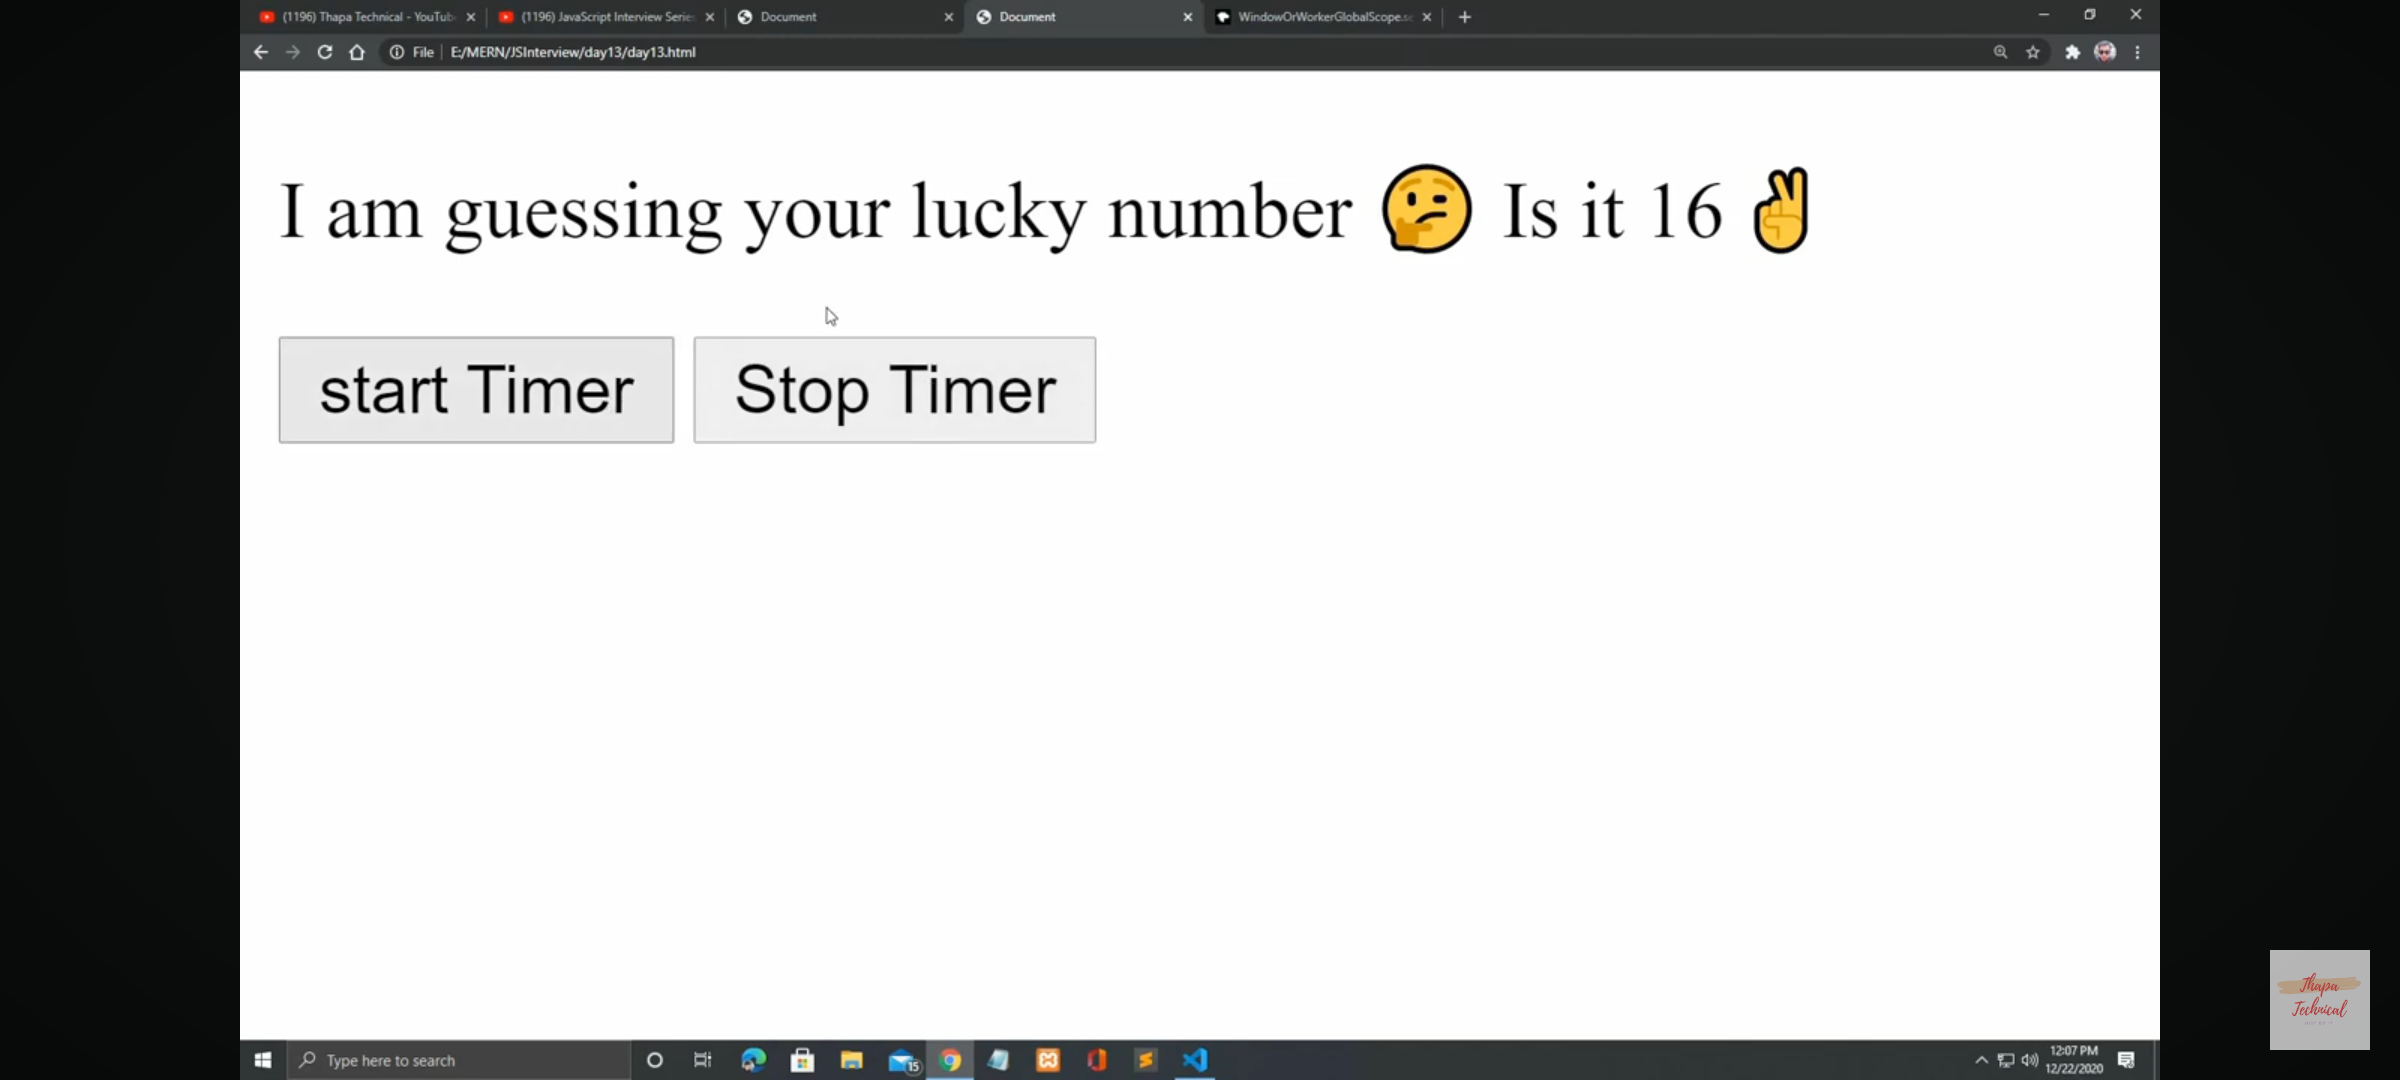 (1196) Thapa Technical - YouTub
(1196) JavaScript Interview Serie
Document
Document
WindowOrWorkerGlobalScope.s
File
E:/MERN/JSInterview/day13/day13.html
I am guessing your lucky number 🤔 Is it 16 ✌
start Timer
Stop Timer
Thapa
Technical
Type here to search
15
12:07 PM
12/22/2020